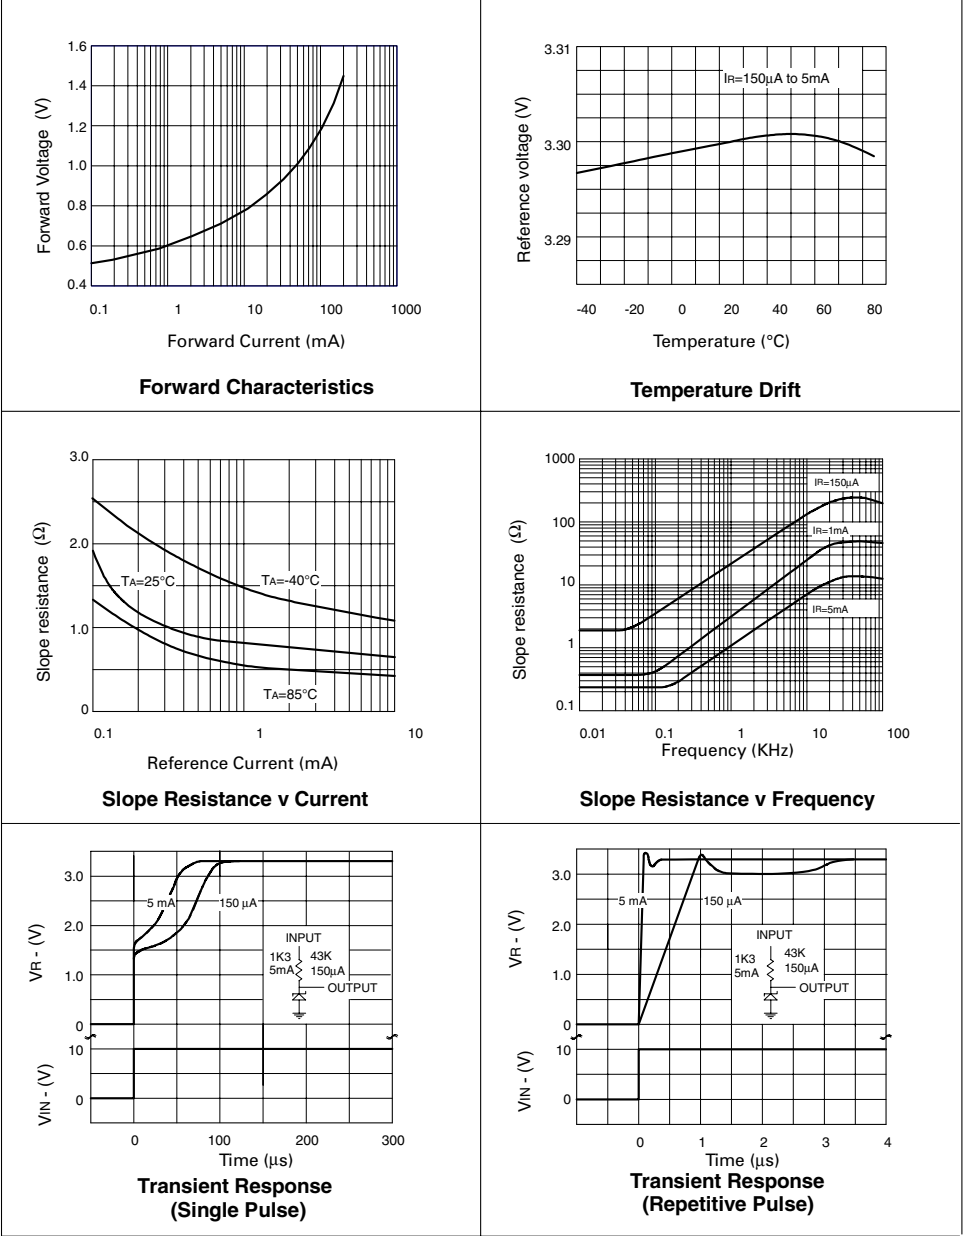 1.6
1.4
1.2
1.0
0.8
0.6
0.4
Forward Voltage (V)
0.1 1 10 100 1000
Forward Current (mA)
Forward Characteristics
3.31
3.30
3.29
Reference voltage (V)
IR=150µA to 5mA
-40 -20 0 20 40 60 80
Temperature (°C)
Temperature Drift
3.0
2.0
1.0
0
Slope resistance (Ω)
TA=25°C
TA=-40°C
TA=85°C
0.1 1 10
Reference Current (mA)
Slope Resistance v Current
1000
100
10
1
0.1
Slope resistance (Ω)
IR=150µA
IR=1mA
IR=5mA
0.01 0.1 1 10 100
Frequency (KHz)
Slope Resistance v Frequency
3.0
2.0
1.0
0
VR - (V)
5 mA
150 µA
INPUT
1K3 43K
5mA 150µA
OUTPUT
10
0
VIN - (V)
0 100 200 300
Time (µs)
Transient Response
(Single Pulse)
3.0
2.0
1.0
0
VR - (V)
5 mA
150 µA
INPUT
1K3 43K
5mA 150µA
OUTPUT
10
0
VIN - (V)
0 1 2 3 4
Time (µs)
Transient Response
(Repetitive Pulse)